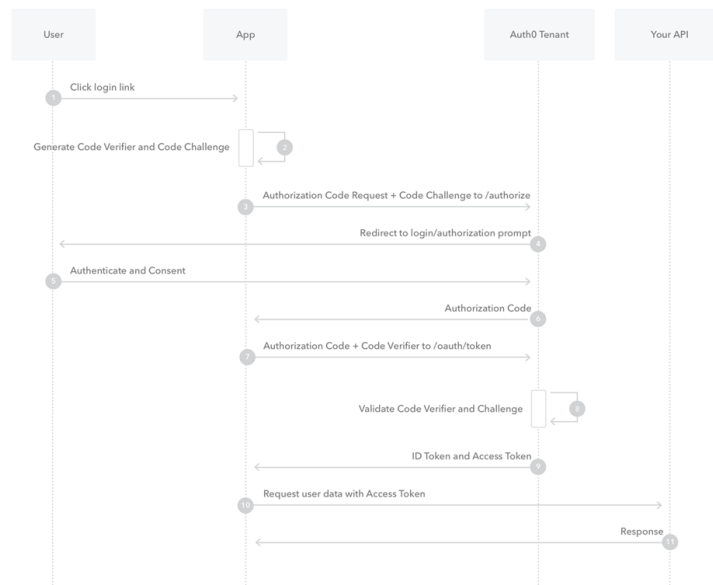 User
App
Auth0 Tenant
Your API
Click login link
1
Generate Code Verifier and Code Challenge
2
Authorization Code Request + Code Challenge to /authorize
3
Redirect to login/authorization prompt
4
Authenticate and Consent
5
Authorization Code
6
Authorization Code + Code Verifier to /oauth/token
7
Validate Code Verifier and Challenge
8
ID Token and Access Token
9
Request user data with Access Token
10
Response
11